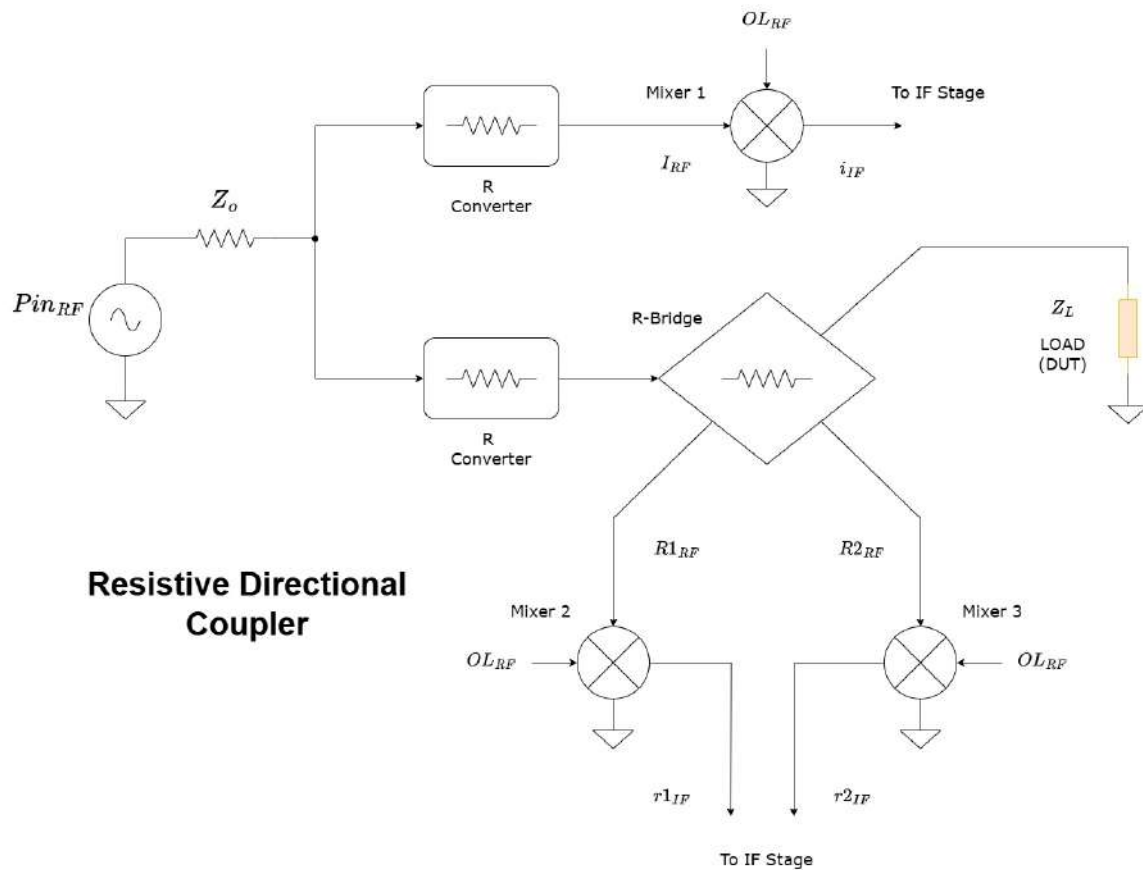 OL_RF
Mixer 1
To IF Stage
I_RF
i_IF
R
Converter
Z_o
Pin_RF
R-Bridge
Z_L
LOAD
(DUT)
R
Converter
R1_RF
R2_RF
Resistive Directional
Coupler
Mixer 2
Mixer 3
OL_RF
OL_RF
r1_IF
r2_IF
To IF Stage